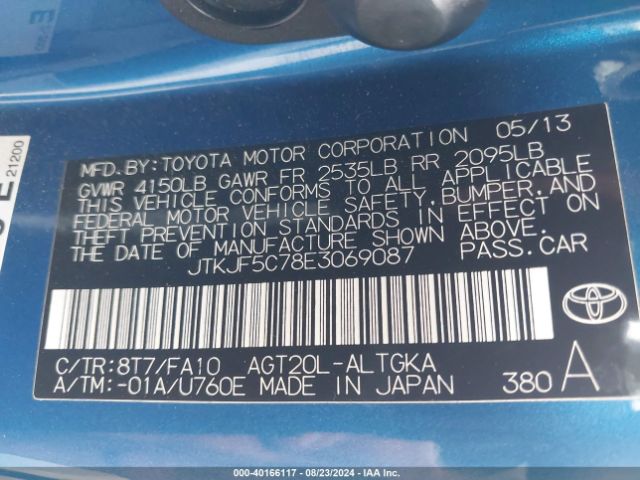 E
21200
E
MFD.BY:TOYOTA MOTOR CORPORATION 05/13
GVWR 4150LB GAWR FR 2535LB RR 2095LB
THIS VEHICLE CONFORMS TO ALL APPLICABLE
FEDERAL MOTOR VEHICLE SAFETY,BUMPER,AND
THEFT PREVENTION STANDARDS IN EFFECT ON
THE DATE OF MANUFACTURE SHOWN ABOVE.
JTKJF5C78E3069087 PASS.CAR
C/TR:8T7/FA10 AGT20L-ALTGKA
A/TM:-01A/U760E MADE IN JAPAN 380 A
000-40166117 - 08/23/2024 - IAA Inc.